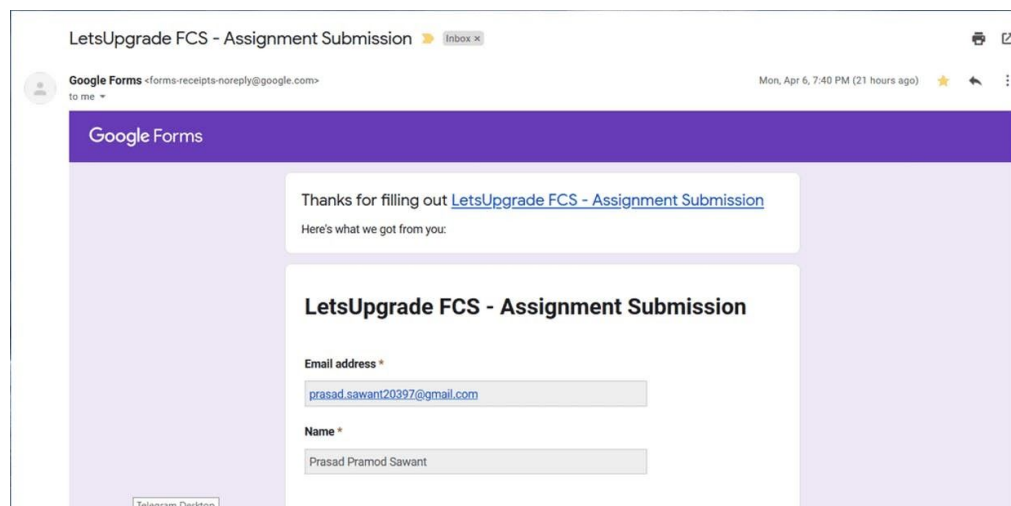 LetsUpgrade FCS - Assignment Submission Inbox ×
Google Forms <forms-receipts-noreply@google.com> Mon, Apr 6, 7:40 PM (21 hours ago)
to me
Google Forms
Thanks for filling out LetsUpgrade FCS - Assignment Submission
Here's what we got from you:
LetsUpgrade FCS - Assignment Submission
Email address *
prasad.sawant20397@gmail.com
Name *
Prasad Pramod Sawant
Telegram Desktop